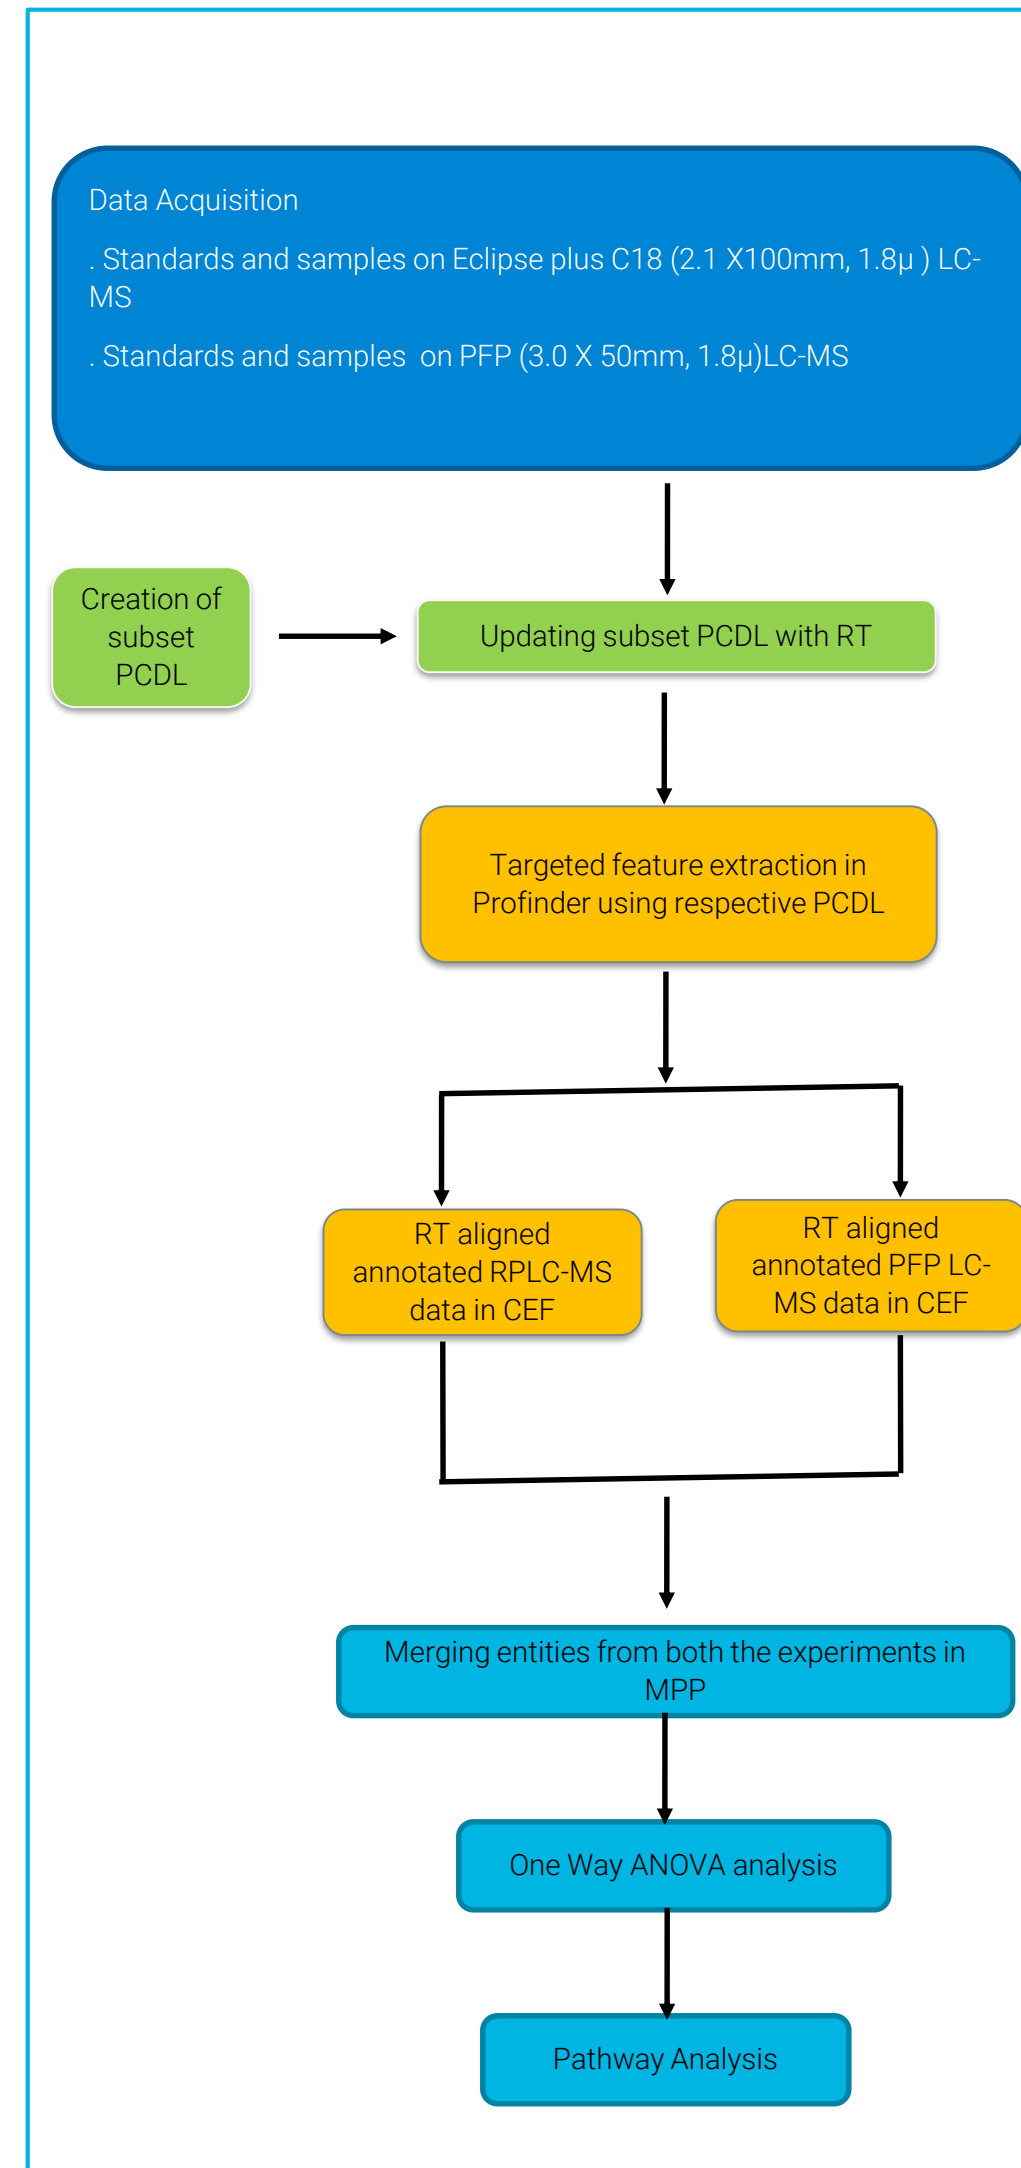 Data Acquisition
. Standards and samples on Eclipse plus C18 (2.1 X100mm, 1.8µ ) LC-
MS
. Standards and samples  on PFP (3.0 X 50mm, 1.8µ)LC-MS
Creation of
subset
PCDL
Updating subset PCDL with RT
Targeted feature extraction in
Profinder using respective PCDL
RT aligned
annotated RPLC-MS
data in CEF
RT aligned
annotated PFP LC-
MS data in CEF
Merging entities from both the experiments in
MPP
One Way ANOVA analysis
Pathway Analysis